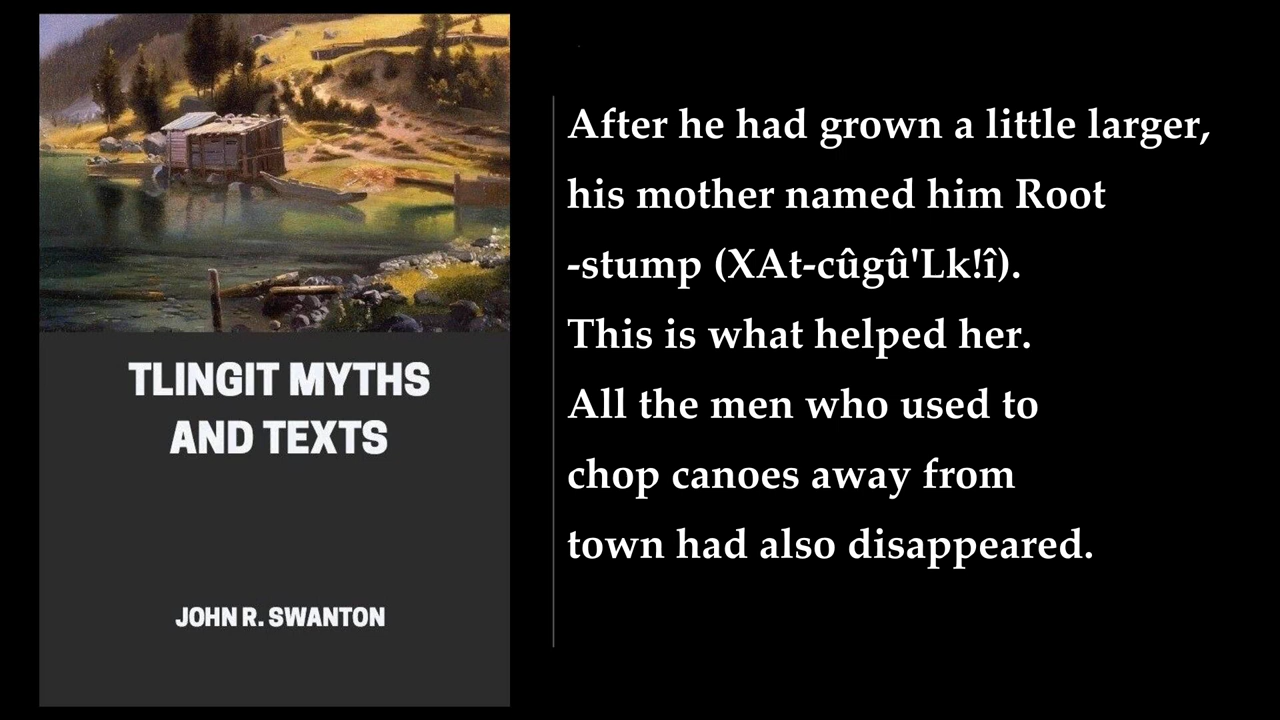 TLINGIT MYTHS
AND TEXTS
JOHN R. SWANTON
After he had grown a little larger,
his mother named him Root
-stump (XAt-cûgû'Lk!î).
This is what helped her.
All the men who used to
chop canoes away from
town had also disappeared.